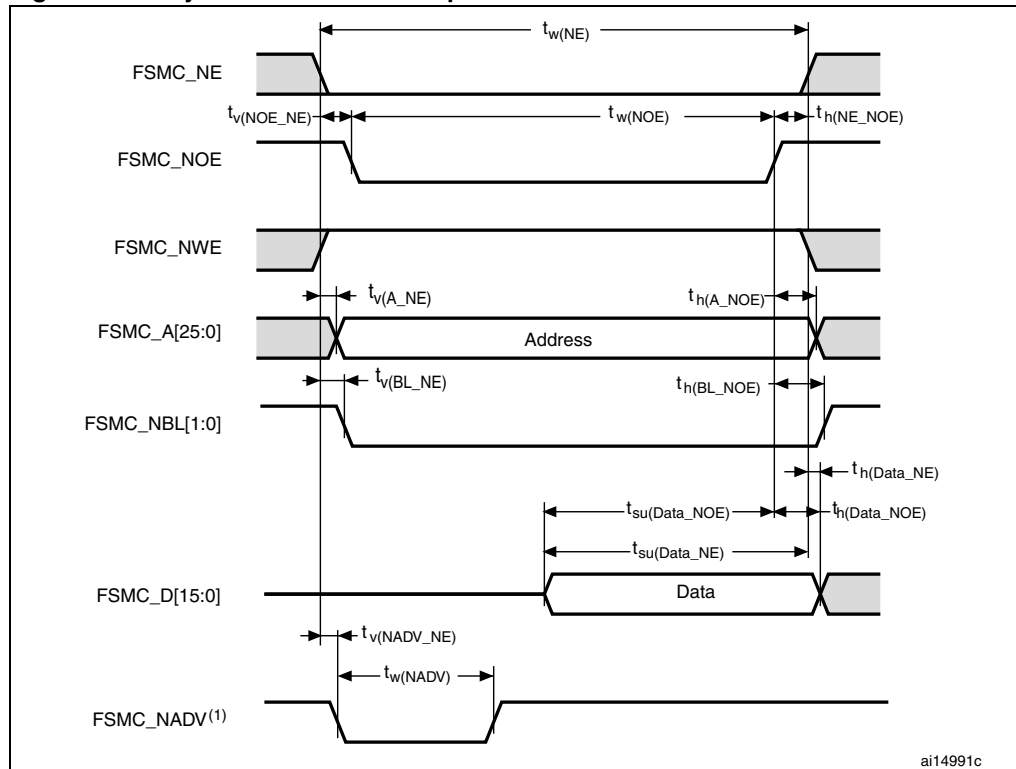 t_w(NE)
FSMC_NE
t_v(NOE_NE) t_w(NOE) t_h(NE_NOE)
FSMC_NOE
FSMC_NWE
t_v(A_NE) t_h(A_NOE)
FSMC_A[25:0] Address
t_v(BL_NE) t_h(BL_NOE)
FSMC_NBL[1:0]
t_h(Data_NE)
t_su(Data_NOE) t_h(Data_NOE)
t_su(Data_NE)
FSMC_D[15:0] Data
t_v(NADV_NE)
t_w(NADV)
FSMC_NADV(1)
ai14991c